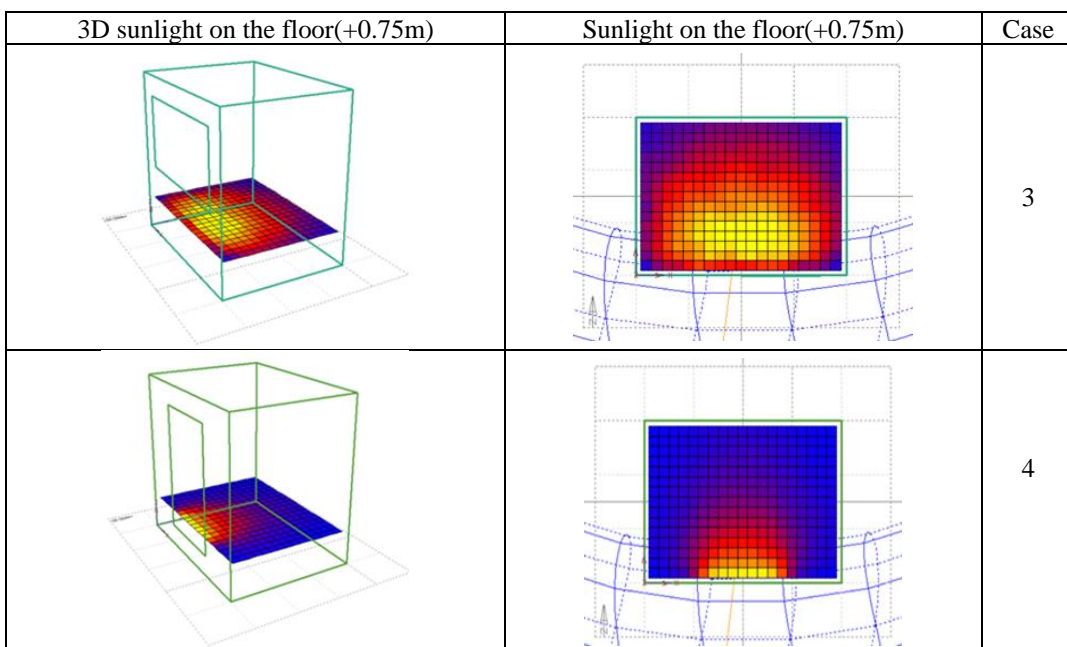 3D sunlight on the floor(+0.75m)
Sunlight on the floor(+0.75m)
Case
3
4